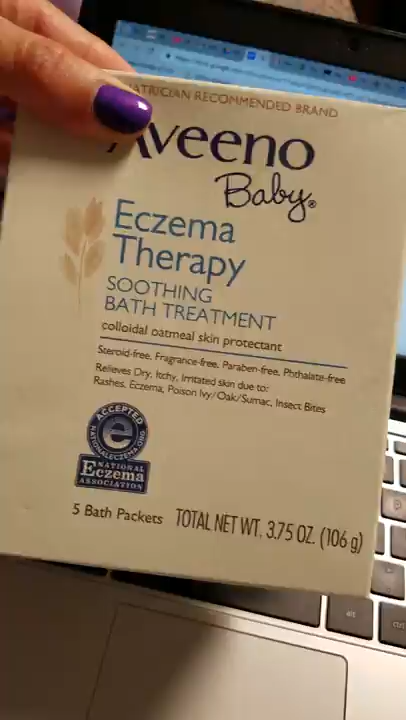 ATRICIAN RECOMMENDED BRAND
Aveeno
Baby®
Eczema
Therapy
SOOTHING
BATH TREATMENT
colloidal oatmeal skin protectant
Steroid-free, Fragrance-free, Paraben-free, Phthalate-free
Relieves Dry, Itchy, Irritated skin due to:
Rashes, Eczema, Poison Ivy/Oak/Sumac, Insect Bites
ACCEPTED
e
NATIONALECZEMA.ORG
NATIONAL
Eczema
ASSOCIATION
5 Bath Packets TOTAL NET WT. 3.75 OZ. (106 g)
alt
ctrl